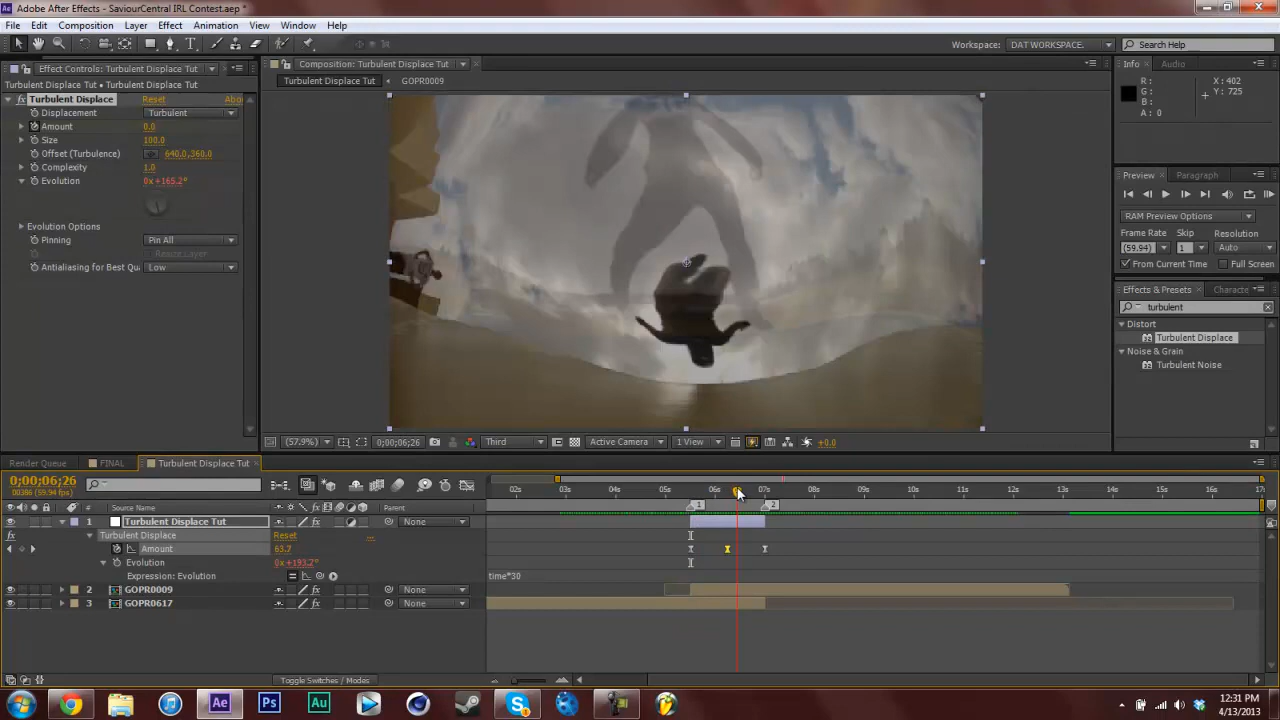 Adobe After Effects - SaviourCentral IRL Contest.aep *
File Edit Composition Layer Effect Animation View Window Help
Workspace: DAT WORKSPACE. Search Help
Effect Controls: Turbulent Displace Tut
Composition: Turbulent Displace Tut
Info Audio
Turbulent Displace Tut • Turbulent Displace Tut
Turbulent Displace Tut GOPR0009
Turbulent Displace Reset Abo
Displacement Turbulent
Amount 0.0
Size 100.0
Offset (Turbulence) 640.0,360.0
Complexity 1.0
Evolution 0x+165.2°
Evolution Options
Pinning Pin All
Resize Layer
Antialiasing for Best Qua Low
R :
G :
B :
A : 0
X : 402
Y : 725
Preview Paragraph
RAM Preview Options
Frame Rate Skip Resolution
(59.94) 1 Auto
From Current Time Full Screen
Effects & Presets Characte
turbulent
Distort
Turbulent Displace
Noise & Grain
Turbulent Noise
(57.9%) 0;00;06;26 Third Active Camera 1 View +0.0
Render Queue FINAL Turbulent Displace Tut
0;00;06;26
00386 (59.94 fps)
02s 03s 04s 05s 06s 07s 08s 09s 10s 11s 12s 13s 14s 15s 16s 17s
# Source Name Parent
1 2
1 Turbulent Displace Tut None
Turbulent Displace Reset ...
Amount 63.7
Evolution 0x+193.2°
Expression: Evolution time*30
2 GOPR0009 None
3 GOPR0617 None
Toggle Switches / Modes
12:31 PM
4/13/2013